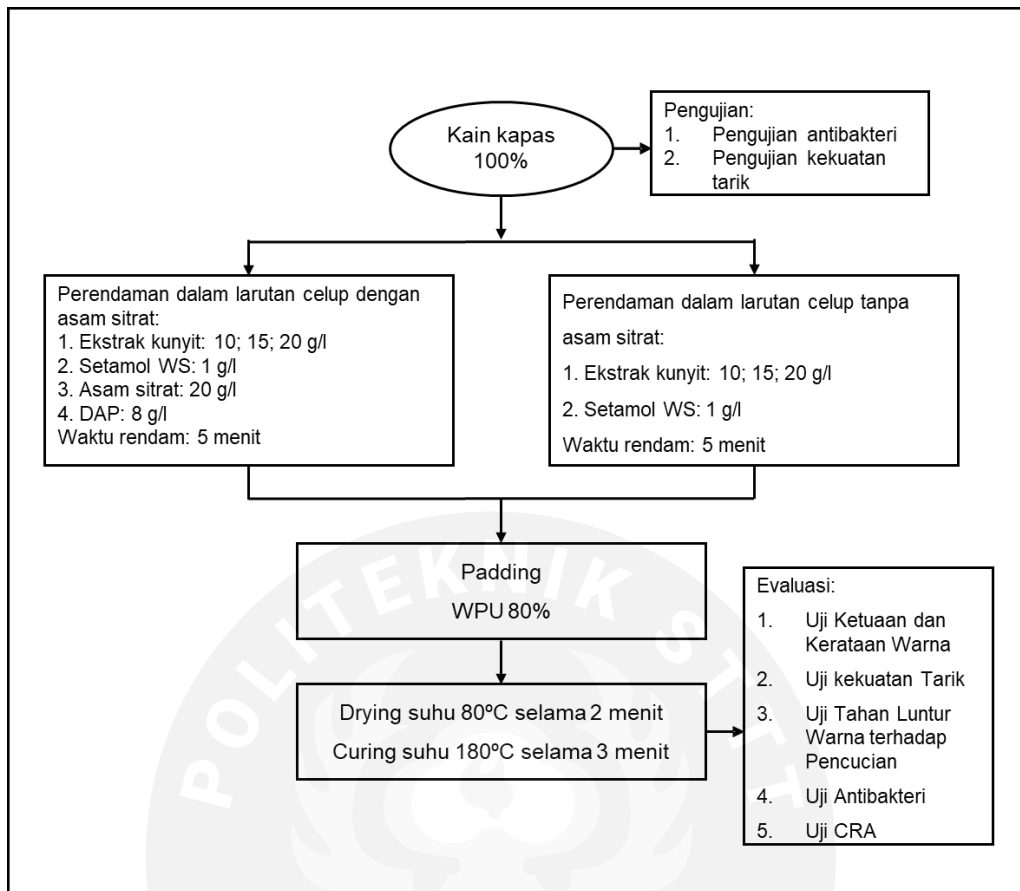 Kain kapas
100%
Pengujian:
1. Pengujian antibakteri
2. Pengujian kekuatan
tarik
Perendaman dalam larutan celup dengan
asam sitrat:
1. Ekstrak kunyit: 10; 15; 20 g/l
2. Setamol WS: 1 g/l
3. Asam sitrat: 20 g/l
4. DAP: 8 g/l
Waktu rendam: 5 menit
Perendaman dalam larutan celup tanpa
asam sitrat:
1. Ekstrak kunyit: 10; 15; 20 g/l
2. Setamol WS: 1 g/l
Waktu rendam: 5 menit
Padding
WPU 80%
Drying suhu 80ºC selama 2 menit
Curing suhu 180ºC selama 3 menit
Evaluasi:
1. Uji Ketuaan dan
Kerataan Warna
2. Uji kekuatan Tarik
3. Uji Tahan Luntur
Warna terhadap
Pencucian
4. Uji Antibakteri
5. Uji CRA
POLITEKNIK STTT